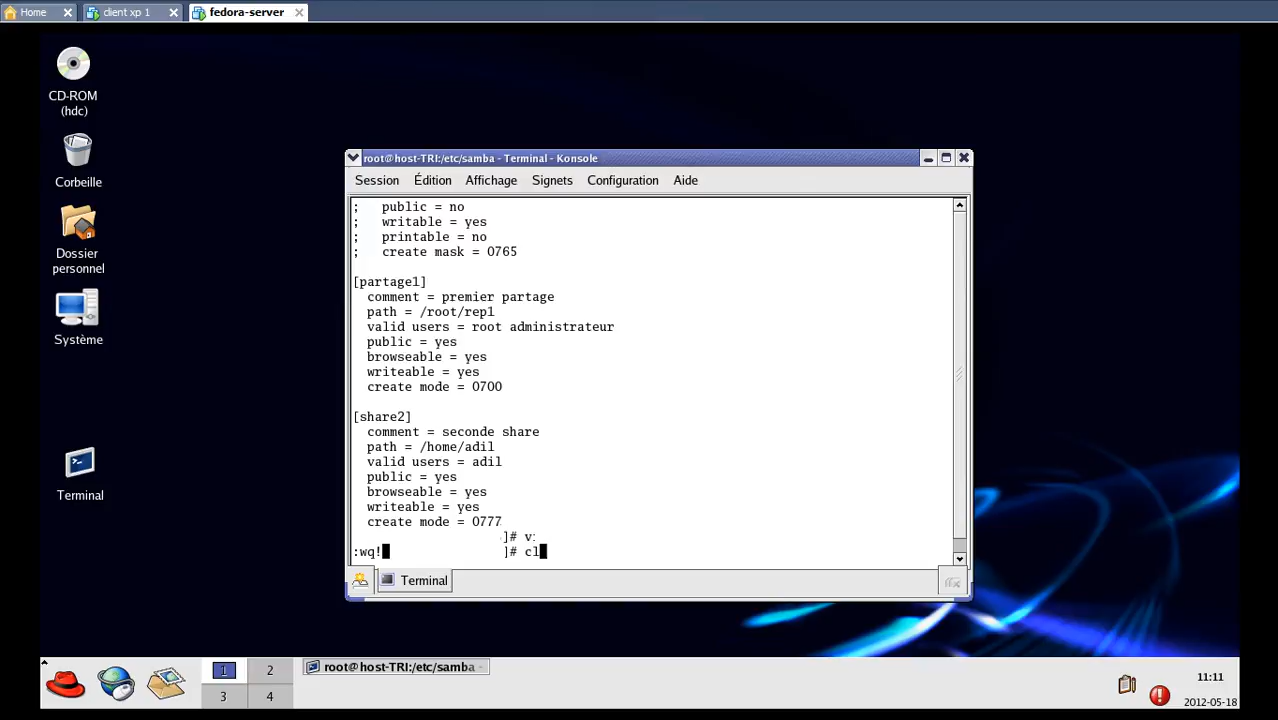 Home
client xp 1
fedora-server
CD-ROM
(hdc)
Corbeille
Dossier
personnel
Système
Terminal
root@host-TRI:/etc/samba - Terminal - Konsole
Session Édition Affichage Signets Configuration Aide
;   public = no
;   writable = yes
;   printable = no
;   create mask = 0765
[partage1]
comment = premier partage
path = /root/rep1
valid users = root administrateur
public = yes
browseable = yes
writeable = yes
create mode = 0700
[share2]
comment = seconde share
path = /home/adil
valid users = adil
public = yes
browseable = yes
writeable = yes
create mode = 0777
]# v
:wq! ]# cl
Terminal
1 2
3 4
root@host-TRI:/etc/samba -
11:11
2012-05-18